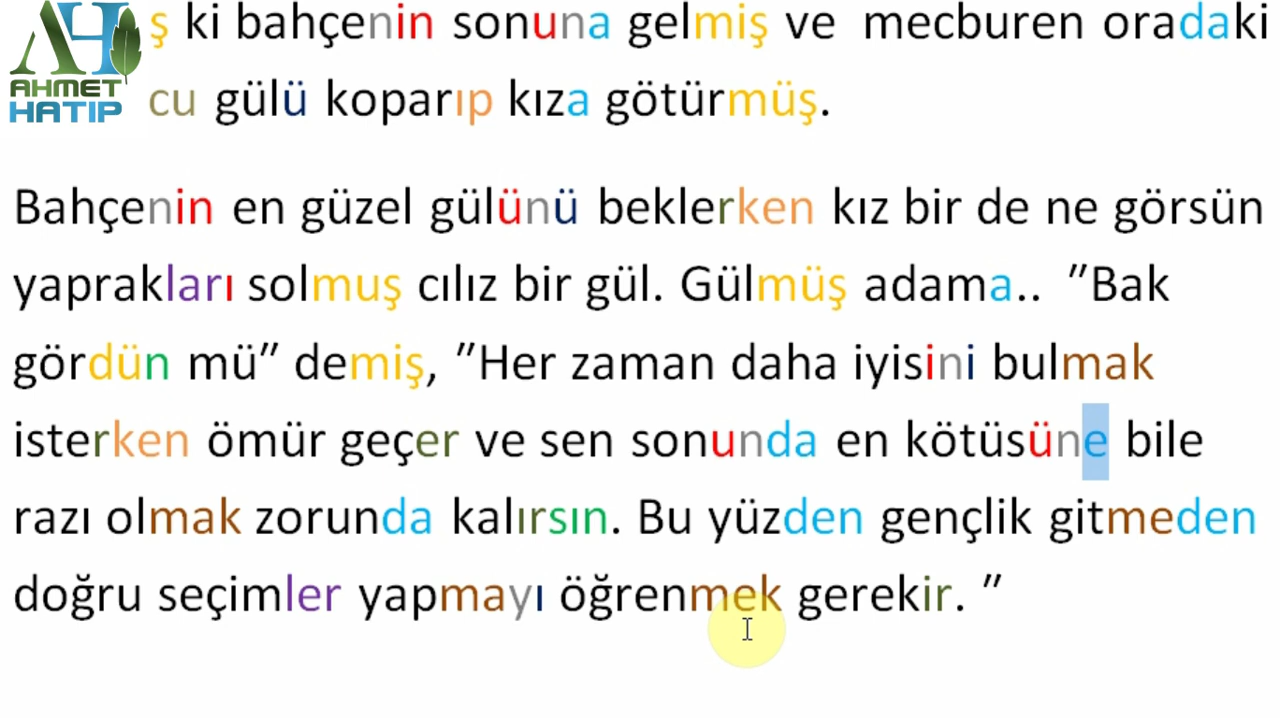 AHMET
HATIP
ş ki bahçenin sonuna gelmiş ve mecburen oradaki
cu gülü koparıp kıza götürmüş.
Bahçenin en güzel gülünü beklerken kız bir de ne görsün
yaprakları solmuş cılız bir gül. Gülmüş adama.. ″Bak
gördün mü″ demiş, ″Her zaman daha iyisini bulmak
isterken ömür geçer ve sen sonunda en kötüsüne bile
razı olmak zorunda kalırsın. Bu yüzden gençlik gitmeden
doğru seçimler yapmayı öğrenmek gerekir. ″